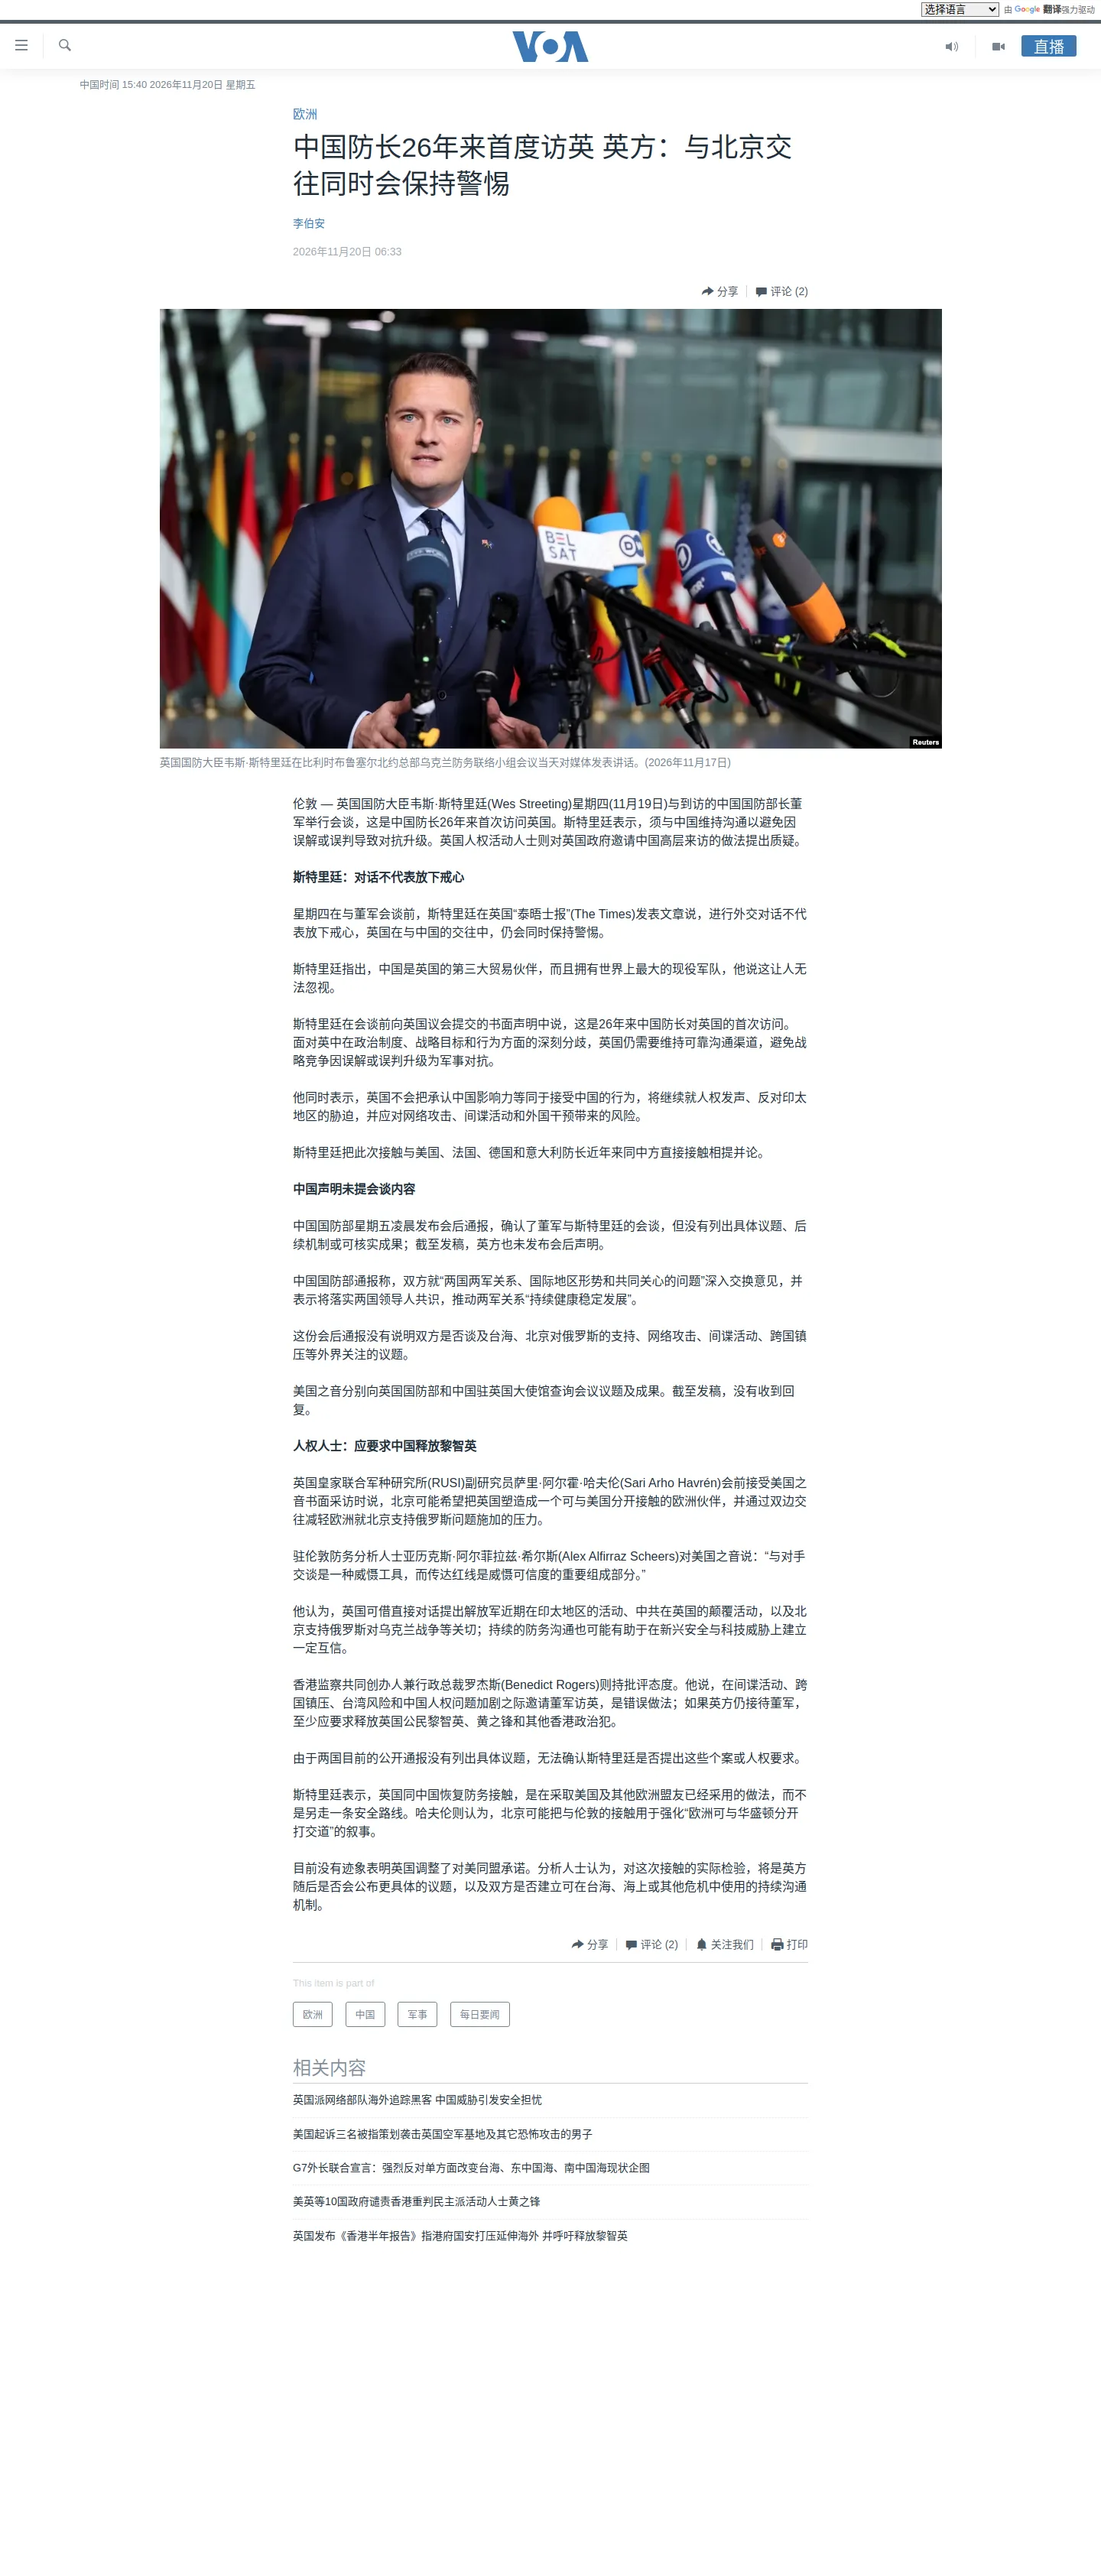 选择语言 由 Google 翻译强力驱动
VOA
直播
中国时间 15:40 2026年11月20日 星期五
欧洲
中国防长26年来首度访英 英方：与北京交
往同时会保持警惕
李伯安
2026年11月20日 06:33
分享 评论 (2)
BEL
SAT
Reuters
英国国防大臣韦斯·斯特里廷在比利时布鲁塞尔北约总部乌克兰防务联络小组会议当天对媒体发表讲话。(2026年11月17日)
伦敦 — 英国国防大臣韦斯·斯特里廷(Wes Streeting)星期四(11月19日)与到访的中国国防部长董
军举行会谈，这是中国防长26年来首次访问英国。斯特里廷表示，须与中国维持沟通以避免因
误解或误判导致对抗升级。英国人权活动人士则对英国政府邀请中国高层来访的做法提出质疑。
斯特里廷：对话不代表放下戒心
星期四在与董军会谈前，斯特里廷在英国“泰晤士报”(The Times)发表文章说，进行外交对话不代
表放下戒心，英国在与中国的交往中，仍会同时保持警惕。
斯特里廷指出，中国是英国的第三大贸易伙伴，而且拥有世界上最大的现役军队，他说这让人无
法忽视。
斯特里廷在会谈前向英国议会提交的书面声明中说，这是26年来中国防长对英国的首次访问。
面对英中在政治制度、战略目标和行为方面的深刻分歧，英国仍需要维持可靠沟通渠道，避免战
略竞争因误解或误判升级为军事对抗。
他同时表示，英国不会把承认中国影响力等同于接受中国的行为，将继续就人权发声、反对印太
地区的胁迫，并应对网络攻击、间谍活动和外国干预带来的风险。
斯特里廷把此次接触与美国、法国、德国和意大利防长近年来同中方直接接触相提并论。
中国声明未提会谈内容
中国国防部星期五凌晨发布会后通报，确认了董军与斯特里廷的会谈，但没有列出具体议题、后
续机制或可核实成果；截至发稿，英方也未发布会后声明。
中国国防部通报称，双方就“两国两军关系、国际地区形势和共同关心的问题”深入交换意见，并
表示将落实两国领导人共识，推动两军关系“持续健康稳定发展”。
这份会后通报没有说明双方是否谈及台海、北京对俄罗斯的支持、网络攻击、间谍活动、跨国镇
压等外界关注的议题。
美国之音分别向英国国防部和中国驻英国大使馆查询会议议题及成果。截至发稿，没有收到回
复。
人权人士：应要求中国释放黎智英
英国皇家联合军种研究所(RUSI)副研究员萨里·阿尔霍·哈夫伦(Sari Arho Havrén)会前接受美国之
音书面采访时说，北京可能希望把英国塑造成一个可与美国分开接触的欧洲伙伴，并通过双边交
往减轻欧洲就北京支持俄罗斯问题施加的压力。
驻伦敦防务分析人士亚历克斯·阿尔菲拉兹·希尔斯(Alex Alfirraz Scheers)对美国之音说：“与对手
交谈是一种威慑工具，而传达红线是威慑可信度的重要组成部分。”
他认为，英国可借直接对话提出解放军近期在印太地区的活动、中共在英国的颠覆活动，以及北
京支持俄罗斯对乌克兰战争等关切；持续的防务沟通也可能有助于在新兴安全与科技威胁上建立
一定互信。
香港监察共同创办人兼行政总裁罗杰斯(Benedict Rogers)则持批评态度。他说，在间谍活动、跨
国镇压、台湾风险和中国人权问题加剧之际邀请董军访英，是错误做法；如果英方仍接待董军，
至少应要求释放英国公民黎智英、黄之锋和其他香港政治犯。
由于两国目前的公开通报没有列出具体议题，无法确认斯特里廷是否提出这些个案或人权要求。
斯特里廷表示，英国同中国恢复防务接触，是在采取美国及其他欧洲盟友已经采用的做法，而不
是另走一条安全路线。哈夫伦则认为，北京可能把与伦敦的接触用于强化“欧洲可与华盛顿分开
打交道”的叙事。
目前没有迹象表明英国调整了对美同盟承诺。分析人士认为，对这次接触的实际检验，将是英方
随后是否会公布更具体的议题，以及双方是否建立可在台海、海上或其他危机中使用的持续沟通
机制。
分享 评论 (2) 关注我们 打印
This item is part of
欧洲 中国 军事 每日要闻
相关内容
英国派网络部队海外追踪黑客 中国威胁引发安全担忧
美国起诉三名被指策划袭击英国空军基地及其它恐怖攻击的男子
G7外长联合宣言：强烈反对单方面改变台海、东中国海、南中国海现状企图
美英等10国政府谴责香港重判民主派活动人士黄之锋
英国发布《香港半年报告》指港府国安打压延伸海外 并呼吁释放黎智英